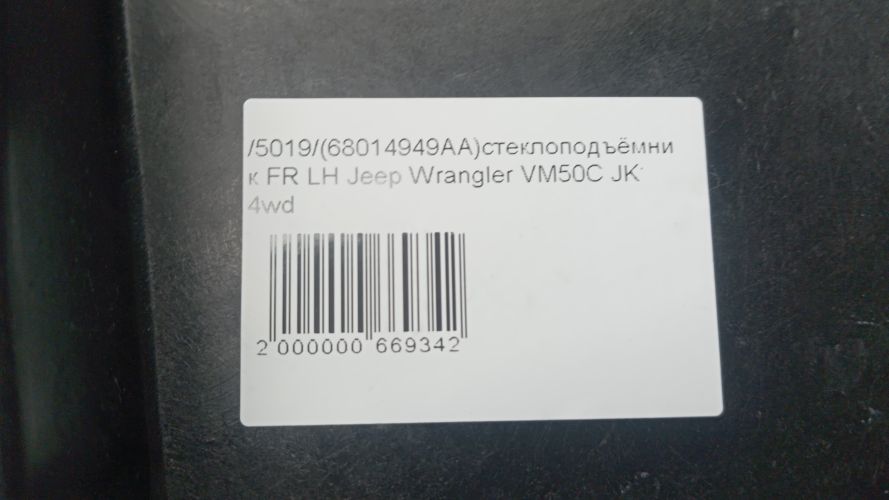 /5019/(68014949AA)стеклоподъёмни
к FR LH Jeep Wrangler VM50C JK
4wd
2 000000 669342